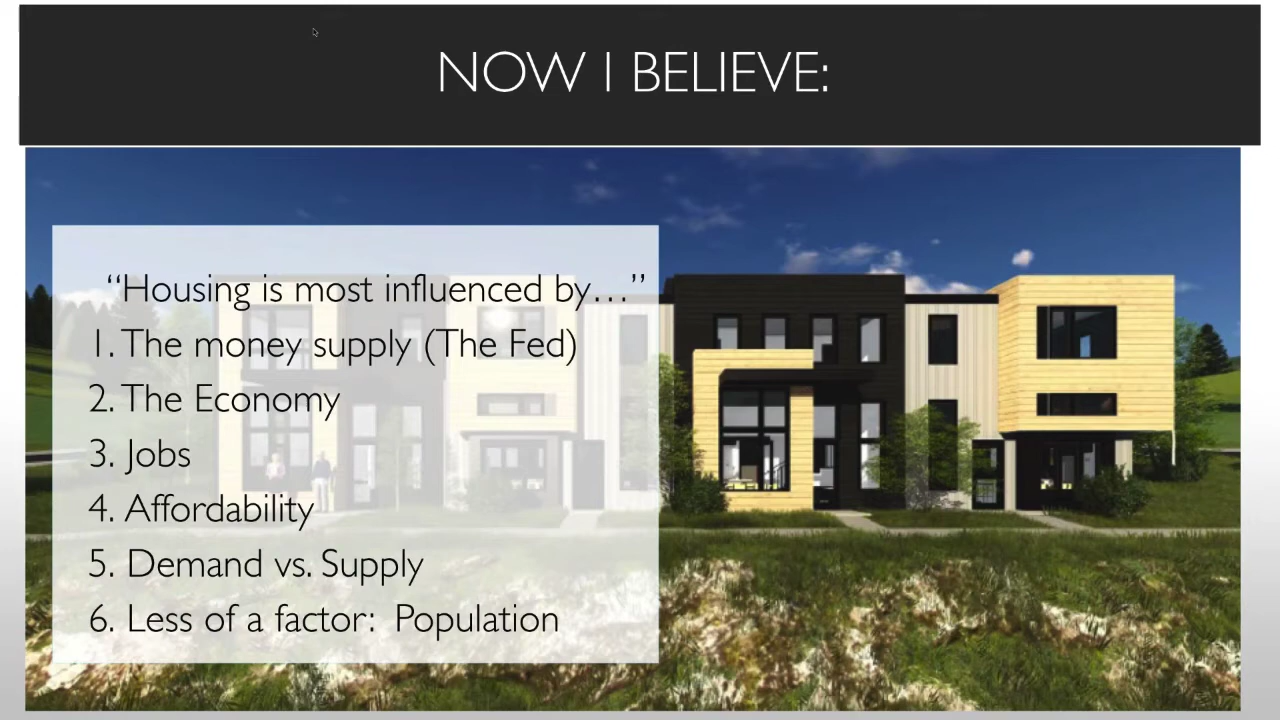 NOW I BELIEVE:
“Housing is most influenced by…”
1. The money supply (The Fed)
2. The Economy
3. Jobs
4. Affordability
5. Demand vs. Supply
6. Less of a factor: Population